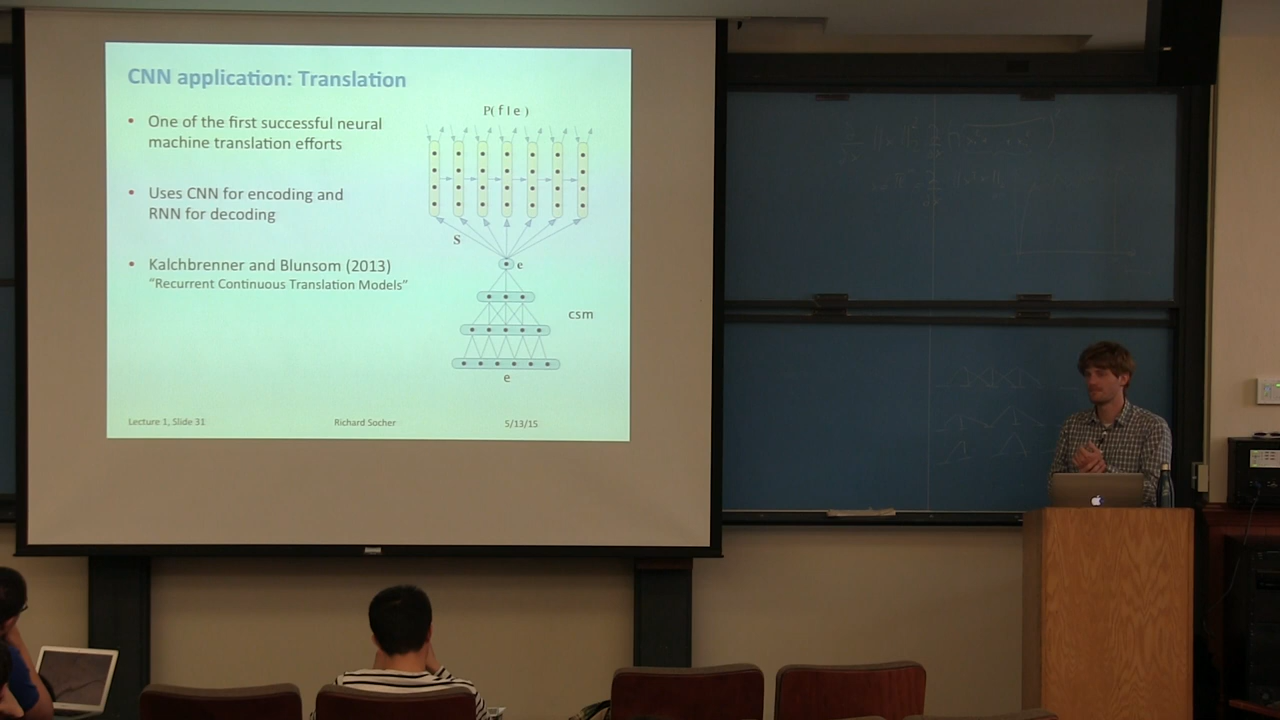 CNN application: Translation
• One of the first successful neural
machine translation efforts
• Uses CNN for encoding and
RNN for decoding
• Kalchbrenner and Blunsom (2013)
"Recurrent Continuous Translation Models"
P( f l e )
S
e
csm
e
Lecture 1, Slide 31
Richard Socher
5/13/15